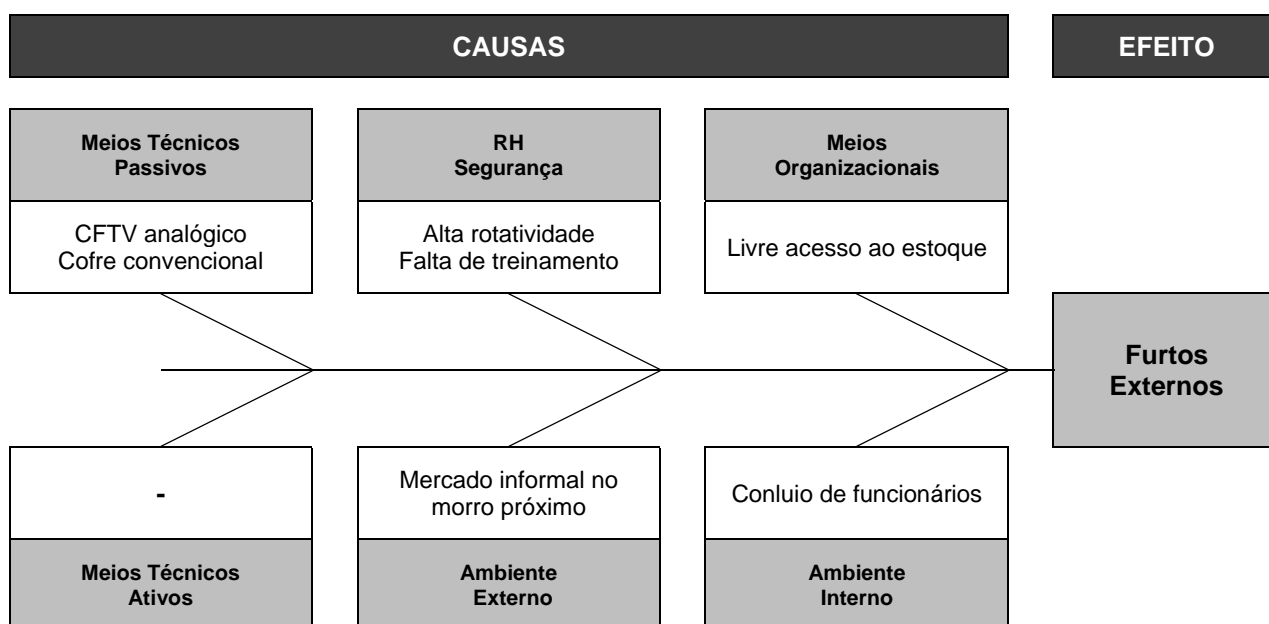 CAUSAS
EFEITO
Meios Técnicos
Passivos
RH
Segurança
Meios
Organizacionais
CFTV analógico
Cofre convencional
Alta rotatividade
Falta de treinamento
Livre acesso ao estoque
Furtos
Externos
-
Mercado informal no
morro próximo
Conluio de funcionários
Meios Técnicos
Ativos
Ambiente
Externo
Ambiente
Interno